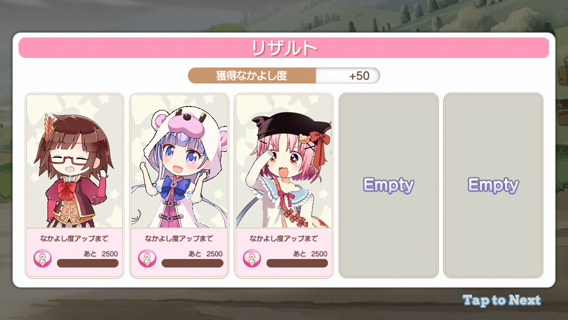 リザルト
獲得なかよし度 +50
Empty Empty
なかよし度アップまで なかよし度アップまで なかよし度アップまで
2 あと 2500 2 あと 2500 2 あと 2500
Tap to Next